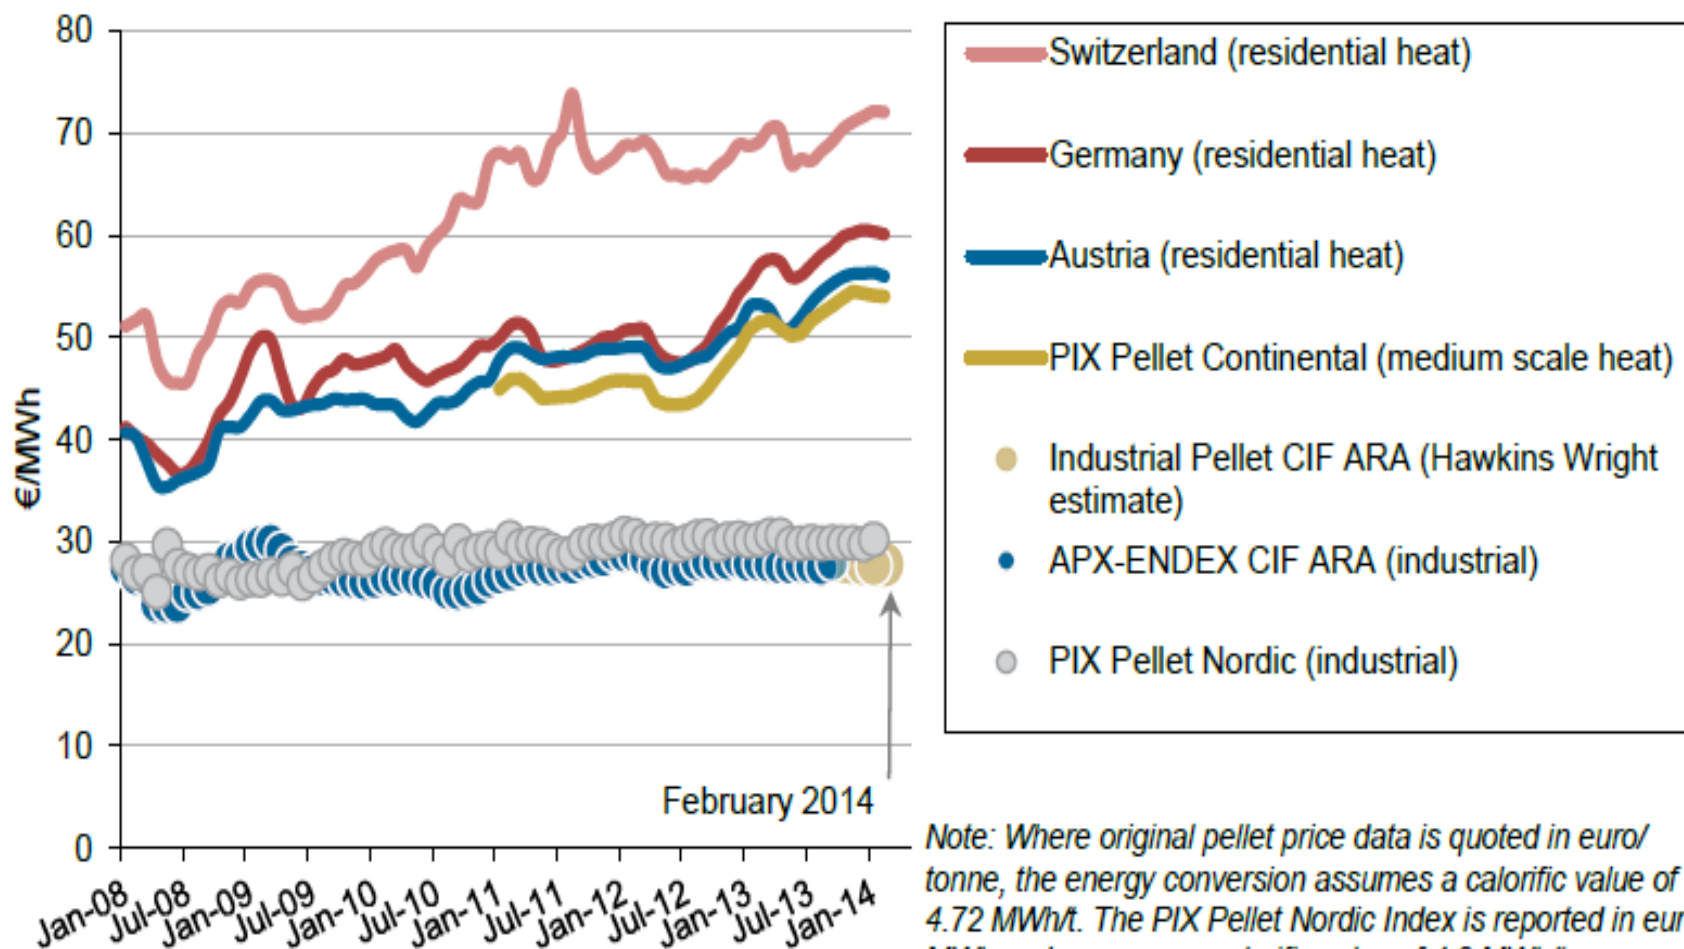 80
70
60
50
40
30
20
10
0
€/MWh
Jan-08
Jul-08
Jan-09
Jul-09
Jan-10
Jul-10
Jan-11
Jul-11
Jan-12
Jul-12
Jan-13
Jul-13
Jan-14
February 2014
Switzerland (residential heat)
Germany (residential heat)
Austria (residential heat)
PIX Pellet Continental (medium scale heat)
Industrial Pellet CIF ARA (Hawkins Wright
estimate)
APX-ENDEX CIF ARA (industrial)
PIX Pellet Nordic (industrial)
Note: Where original pellet price data is quoted in euro/
tonne, the energy conversion assumes a calorific value of
4.72 MWh/t. The PIX Pellet Nordic Index is reported in eur